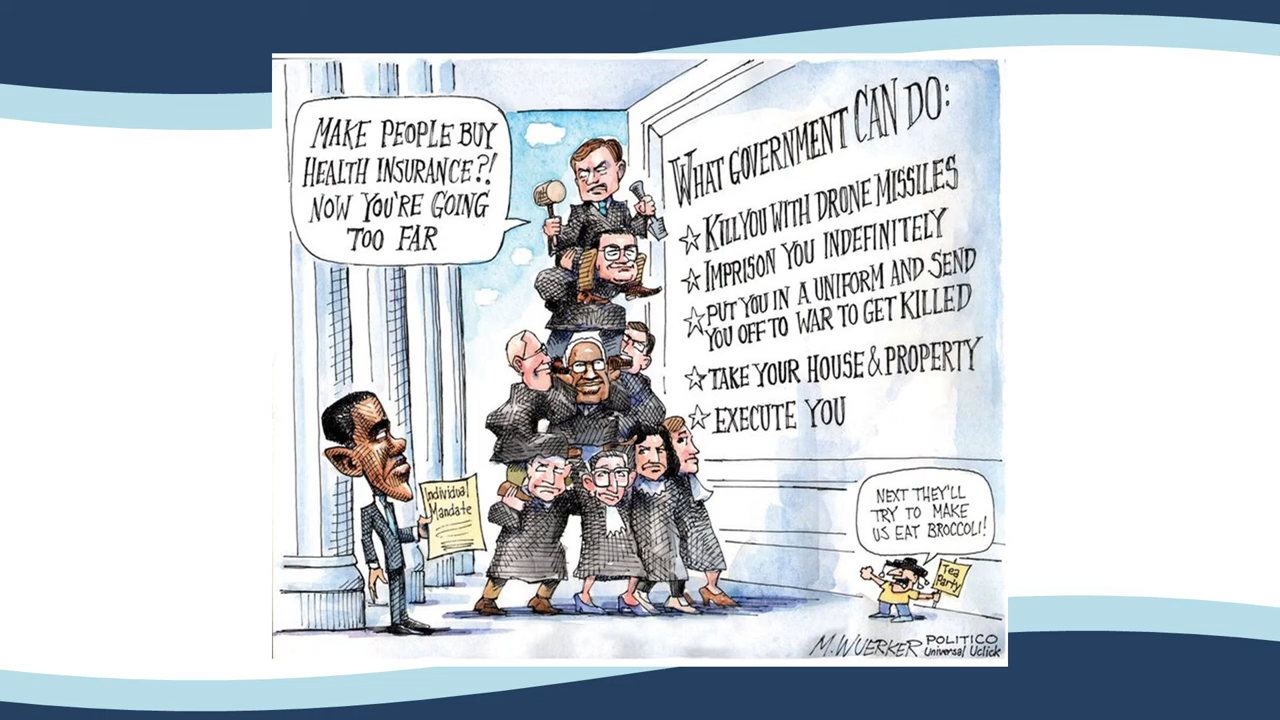 MAKE PEOPLE BUY
HEALTH INSURANCE?!
NOW YOU'RE GOING
TOO FAR
WHAT GOVERNMENT CAN DO:
☆ KILL YOU WITH DRONE MISSILES
☆ IMPRISON YOU INDEFINITELY
☆ PUT YOU IN A UNIFORM AND SEND
YOU OFF TO WAR TO GET KILLED
☆ TAKE YOUR HOUSE & PROPERTY
☆ EXECUTE YOU
Individual
Mandate
NEXT THEY'LL
TRY TO MAKE
US EAT BROCCOLI!
Tea
Party
M. WUERKER POLITICO
Universal Uclick